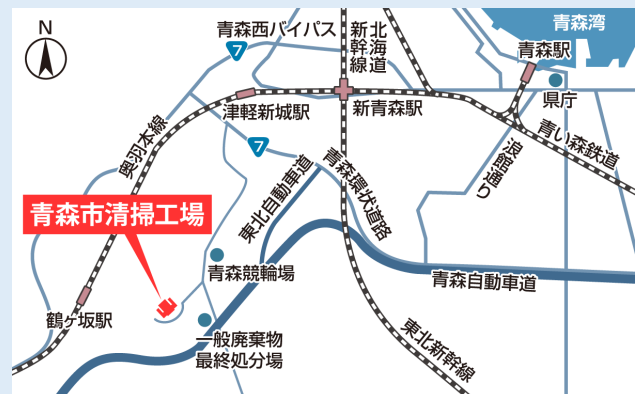 N
青森西バイパス
7
北海道
新幹線
青森湾
青森駅
県庁
津軽新城駅
新青森駅
青い森鉄道
浪館通り
奥羽本線
7
東北自動車道
青森環状道路
青森市清掃工場
青森競輪場
青森自動車道
鶴ヶ坂駅
一般廃棄物
最終処分場
東北新幹線